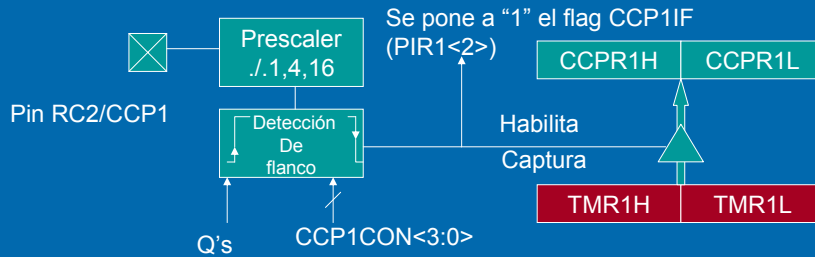 Se pone a “1” el flag CCP1IF
(PIR1<2>)
Prescaler
./.1,4,16
CCPR1H
CCPR1L
Pin RC2/CCP1
Detección
De
flanco
Habilita
Captura
TMR1H
TMR1L
Q’s
CCP1CON<3:0>